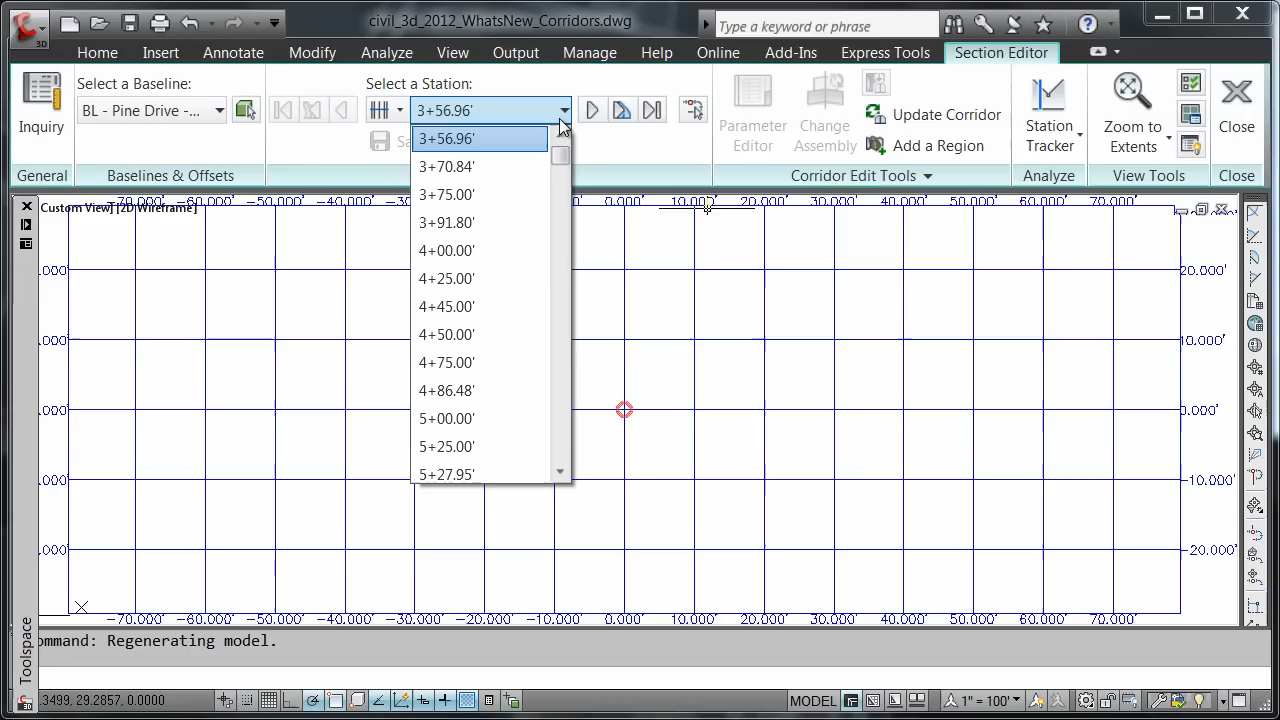 civil_3d_2012_WhatsNew_Corridors.dwg
Type a keyword or phrase
3D
Home Insert Annotate Modify Analyze View Output Manage Help Online Add-Ins Express Tools Section Editor
Select a Baseline:
Select a Station:
BL - Pine Drive -...
3+56.96'
Inquiry
Sa
Parameter Editor
Change Assembly
Update Corridor
Add a Region
Station Tracker
Zoom to Extents
Close
General
Baselines & Offsets
Corridor Edit Tools
Analyze
View Tools
Close
3+56.96'
3+70.84'
3+75.00'
3+91.80'
4+00.00'
4+25.00'
4+45.00'
4+50.00'
4+75.00'
4+86.48'
5+00.00'
5+25.00'
5+27.95'
Custom View] [2D Wireframe]
-70.000' -60.000' -50.000' -40.000' 0.000' 10.000' 20.000' 30.000' 40.000' 50.000' 60.000' 70.000'
.000' 20.000'
.000' 10.000'
.000' 0.000'
.000' -10.000'
.000' -20.000'
-70.000' -60.000' -50.000' -40.000' -30.000' -20.000' -10.000' 0.000' 10.000' 20.000' 30.000' 40.000' 50.000' 60.000' 70.000'
Toolspace
ommand: Regenerating model.
.3499, 29.2857, 0.0000
MODEL
1" = 100'